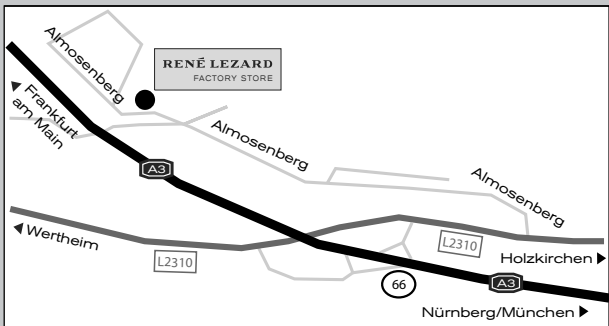 Almosenberg
RENÉ LEZARD
FACTORY STORE
Frankfurt
am Main
Almosenberg
A3
Almosenberg
Wertheim
L2310
L2310
Holzkirchen
66
A3
Nürnberg/München